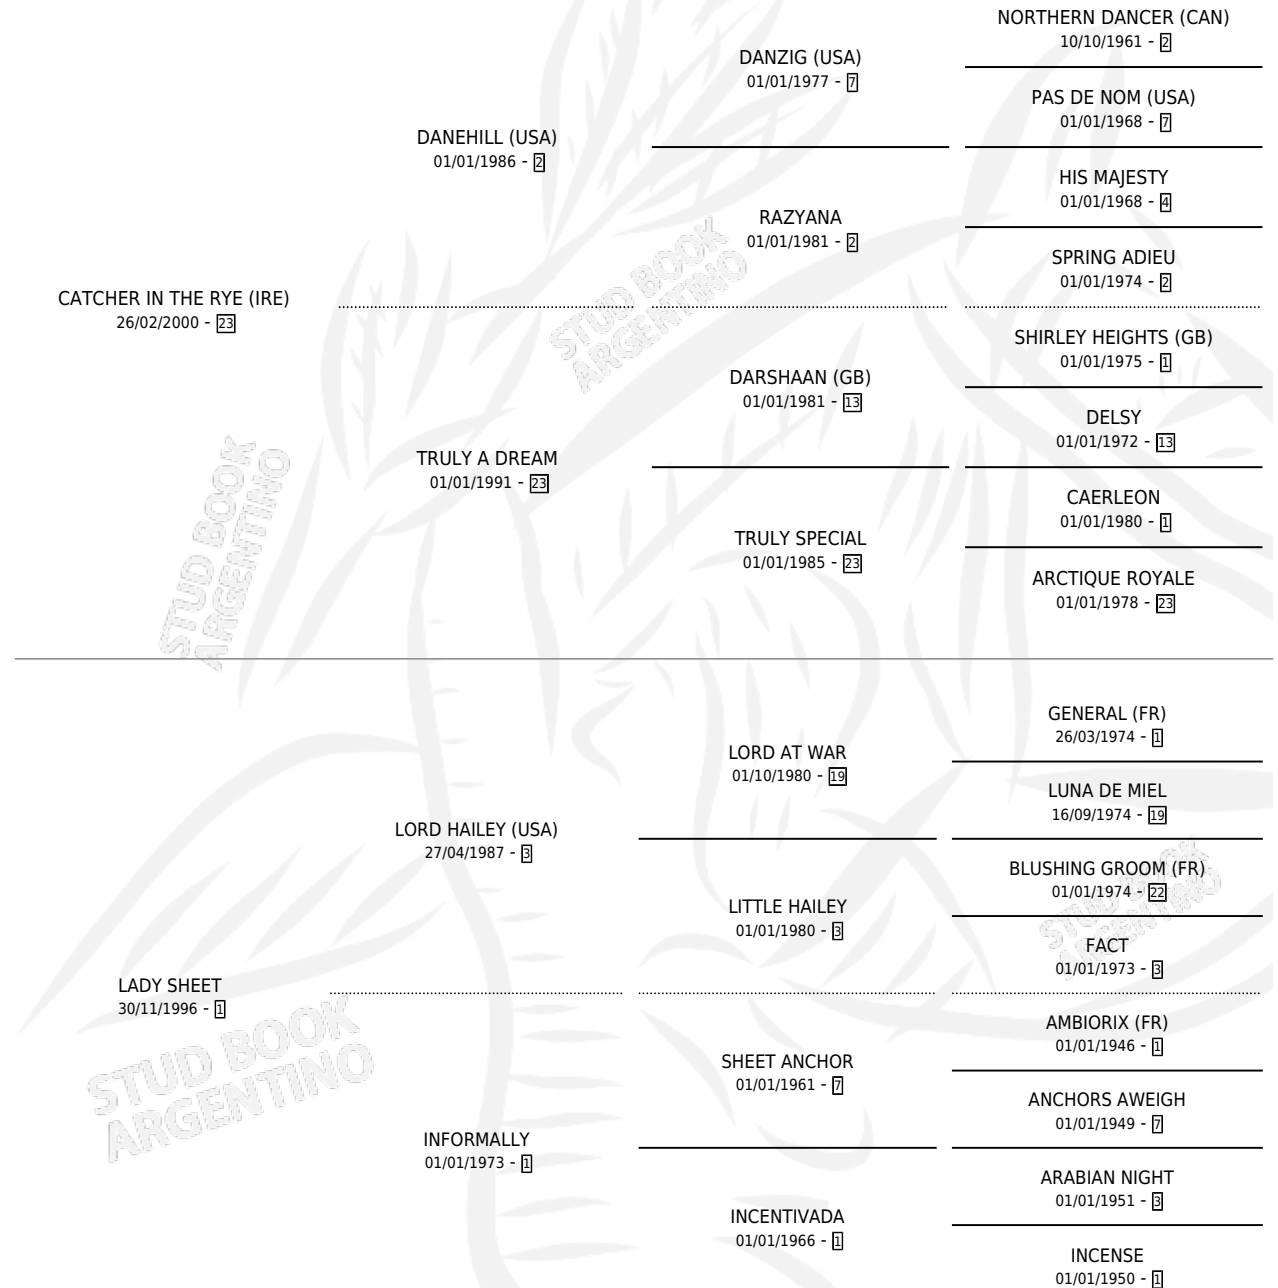 NORTHERN DANCER (CAN)
10/10/1961 - 2
DANZIG (USA)
01/01/1977 - 7
PAS DE NOM (USA)
01/01/1968 - 7
DANEHILL (USA)
01/01/1986 - 2
HIS MAJESTY
01/01/1968 - 4
RAZYANA
01/01/1981 - 2
SPRING ADIEU
01/01/1974 - 2
CATCHER IN THE RYE (IRE)
26/02/2000 - 23
SHIRLEY HEIGHTS (GB)
01/01/1975 - 1
DARSHAAN (GB)
01/01/1981 - 13
DELSY
01/01/1972 - 13
TRULY A DREAM
01/01/1991 - 23
CAERLEON
01/01/1980 - 1
TRULY SPECIAL
01/01/1985 - 23
ARCTIQUE ROYALE
01/01/1978 - 23
GENERAL (FR)
26/03/1974 - 1
LORD AT WAR
01/10/1980 - 19
LUNA DE MIEL
16/09/1974 - 19
LORD HAILEY (USA)
27/04/1987 - 3
BLUSHING GROOM (FR)
01/01/1974 - 22
LITTLE HAILEY
01/01/1980 - 3
FACT
01/01/1973 - 3
LADY SHEET
30/11/1996 - 1
AMBIORIX (FR)
01/01/1946 - 1
SHEET ANCHOR
01/01/1961 - 7
ANCHORS AWEIGH
01/01/1949 - 7
INFORMALLY
01/01/1973 - 1
ARABIAN NIGHT
01/01/1951 - 3
INCENTIVADA
01/01/1966 - 1
INCENSE
01/01/1950 - 1
STUD BOOK
ARGENTINO
STUD BOOK
ARGENTINO
STUD BOOK
ARGENTINO
STUD BOOK
ARGENTINO